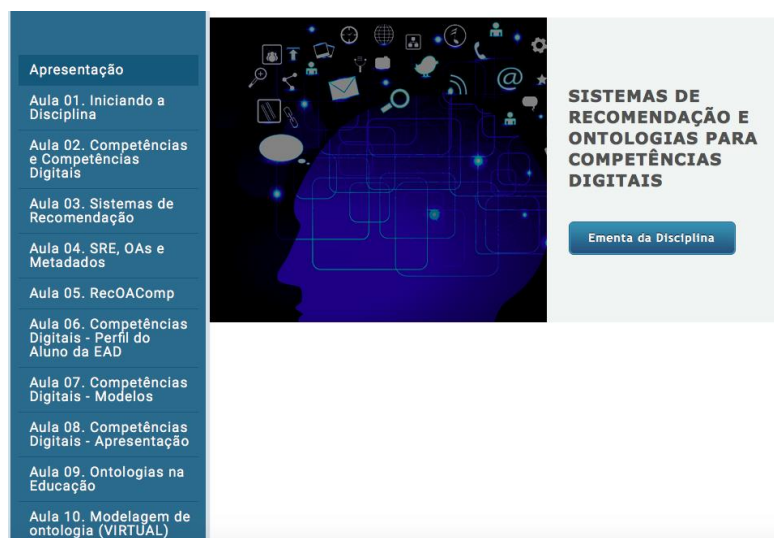 Apresentação
Aula 01. Iniciando a
Disciplina
Aula 02. Competências
e Competências
Digitais
Aula 03. Sistemas de
Recomendação
Aula 04. SRE, OAs e
Metadados
Aula 05. RecOAComp
Aula 06. Competências
Digitais - Perfil do
Aluno da EAD
Aula 07. Competências
Digitais - Modelos
Aula 08. Competências
Digitais - Apresentação
Aula 09. Ontologias na
Educação
Aula 10. Modelagem de
ontologia (VIRTUAL)
@
SISTEMAS DE
RECOMENDAÇÃO E
ONTOLOGIAS PARA
COMPETÊNCIAS
DIGITAIS
Ementa da Disciplina